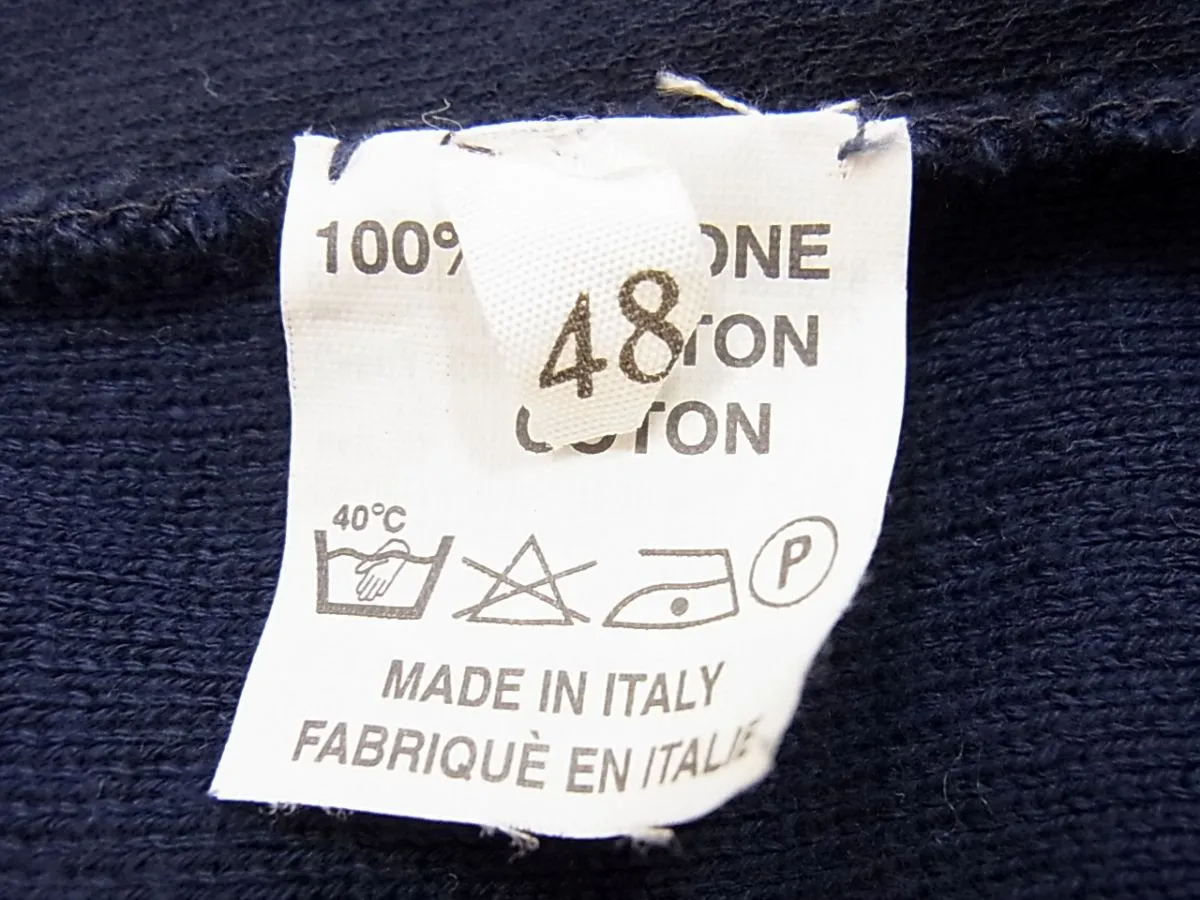 100%
48
COTON
40°C
P
MADE IN ITALY
FABRIQUÈ EN ITALIE